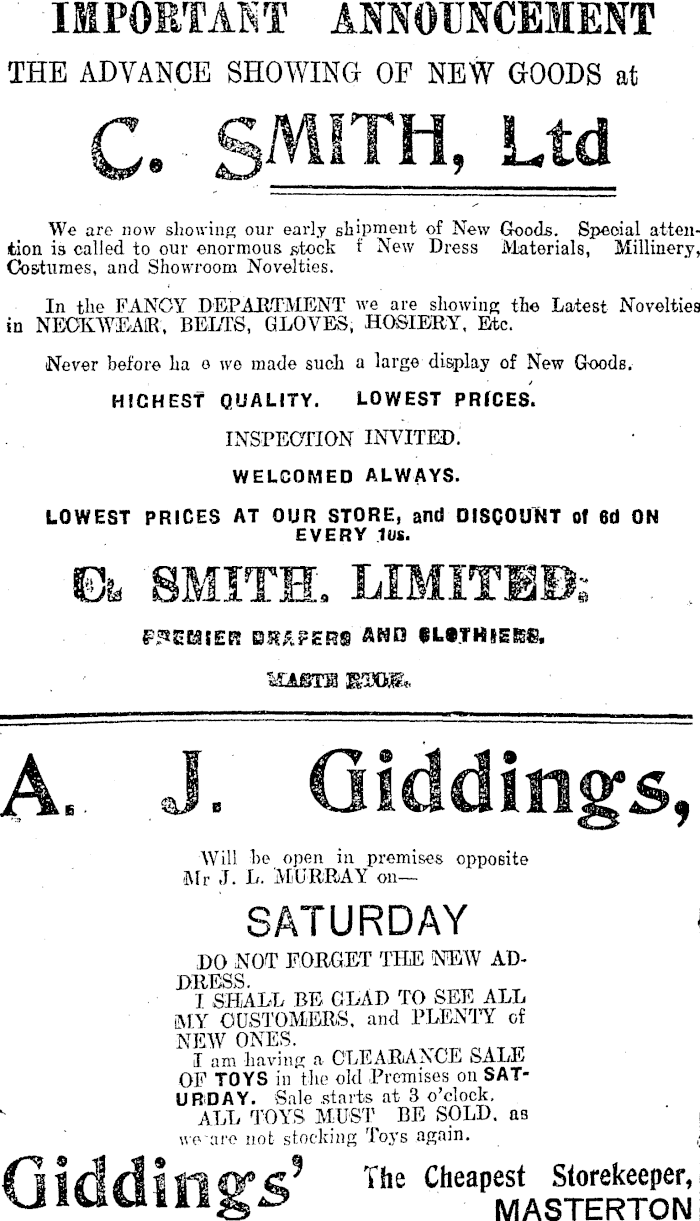 IMPORTANT ANNOUNCEMENT
THE ADVANCE SHOWING OF NEW GOODS at
C. SMITH, Ltd
We are now showing our early shipment of New Goods. Special atten-
tion is called to our enormous stock f New Dress Materials, Millinery,
Costumes, and Showroom Novelties.
In the FANCY DEPARTMENT we are showing the Latest Novelties
in NECKWEAR, BELTS, GLOVES, HOSIERY, Etc.
Never before ha e we made such a large display of New Goods.
HIGHEST QUALITY. LOWEST PRICES.
INSPECTION INVITED.
WELCOMED ALWAYS.
LOWEST PRICES AT OUR STORE, and DISCOUNT of 6d ON
EVERY 1us.
C. SMITH, LIMITED,
PREMIER DRAPERS AND CLOTHIERS,
MASTERTON.
A. J. Giddings,
Will be open in premises opposite
Mr J. L. MURRAY on—
SATURDAY
DO NOT FORGET THE NEW AD-
DRESS.
I SHALL BE GLAD TO SEE ALL
MY CUSTOMERS, and PLENTY of
NEW ONES.
I am having a CLEARANCE SALE
OF TOYS in the old Premises on SAT-
URDAY. Sale starts at 3 o'clock.
ALL TOYS MUST BE SOLD, as
we are not stocking Toys again.
Giddings' The Cheapest Storekeeper,
MASTERTON